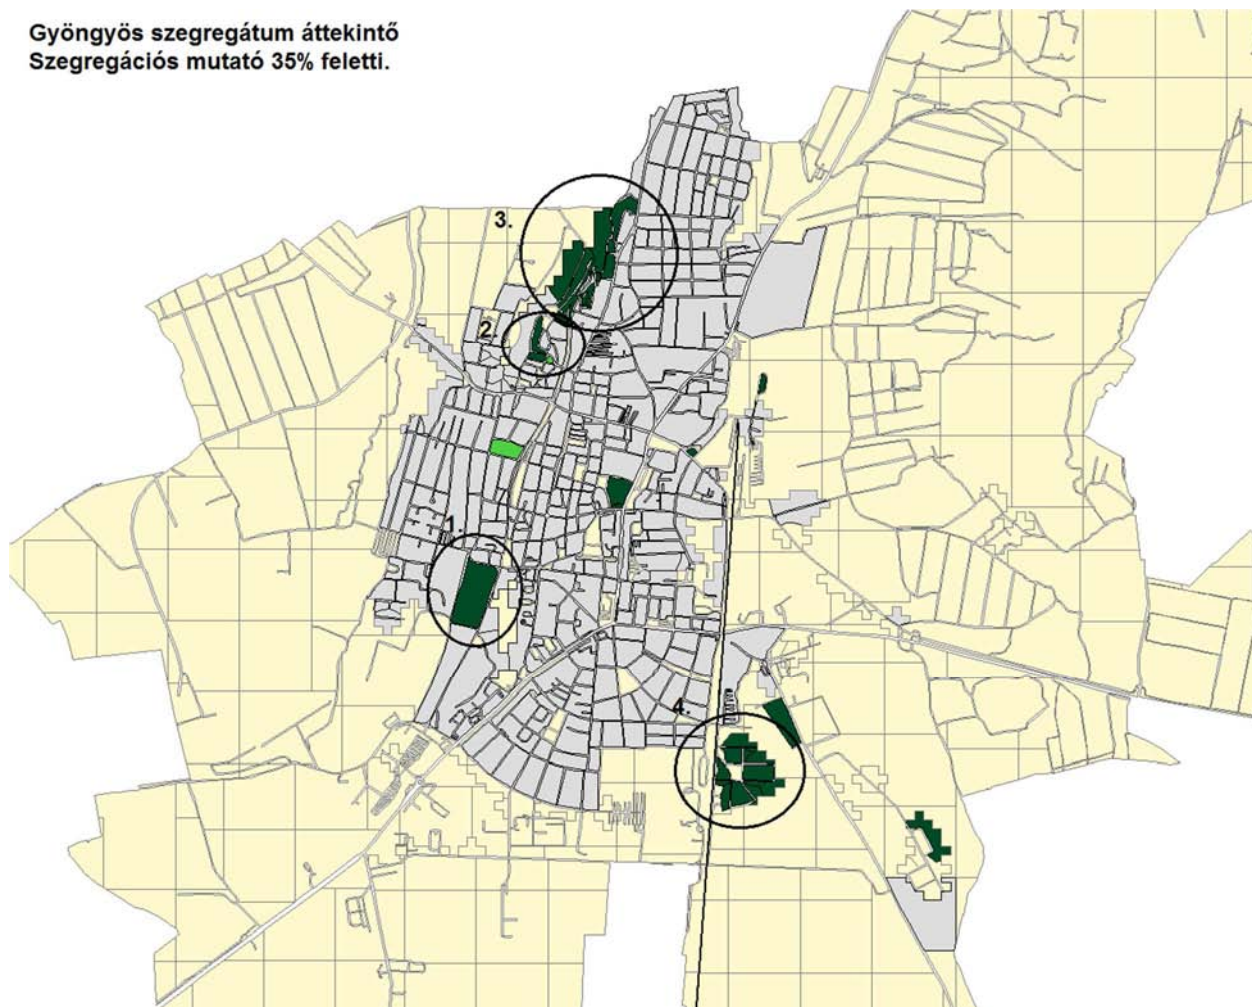 Gyöngyös szegregátum áttekintő
Szegregációs mutató 35% feletti.
3.
2.
1.
4.